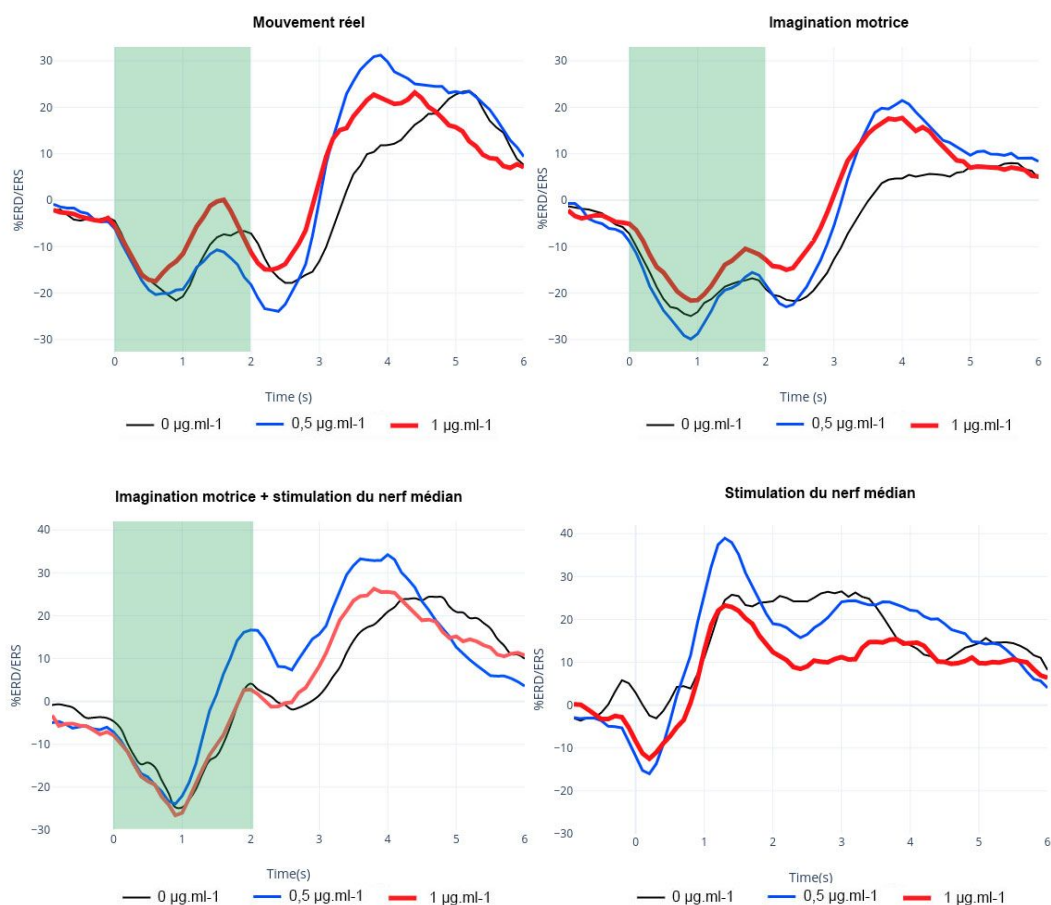 Mouvement réel
30
20
10
0
−10
−20
−30
%ERD/ERS
0 1 2 3 4 5 6
Time (s)
0 µg.ml-1 0,5 µg.ml-1 1 µg.ml-1
Imagination motrice
30
20
10
0
−10
−20
−30
%ERD/ERS
0 1 2 3 4 5 6
Time (s)
0 µg.ml-1 0,5 µg.ml-1 1 µg.ml-1
Imagination motrice + stimulation du nerf médian
40
30
20
10
0
−10
−20
−30
%ERD/ERS
0 1 2 3 4 5 6
Time(s)
0 µg.ml-1 0,5 µg.ml-1 1 µg.ml-1
Stimulation du nerf médian
40
30
20
10
0
−10
−20
−30
%ERD/ERS
0 1 2 3 4 5 6
Time(s)
0 µg.ml-1 0,5 µg.ml-1 1 µg.ml-1